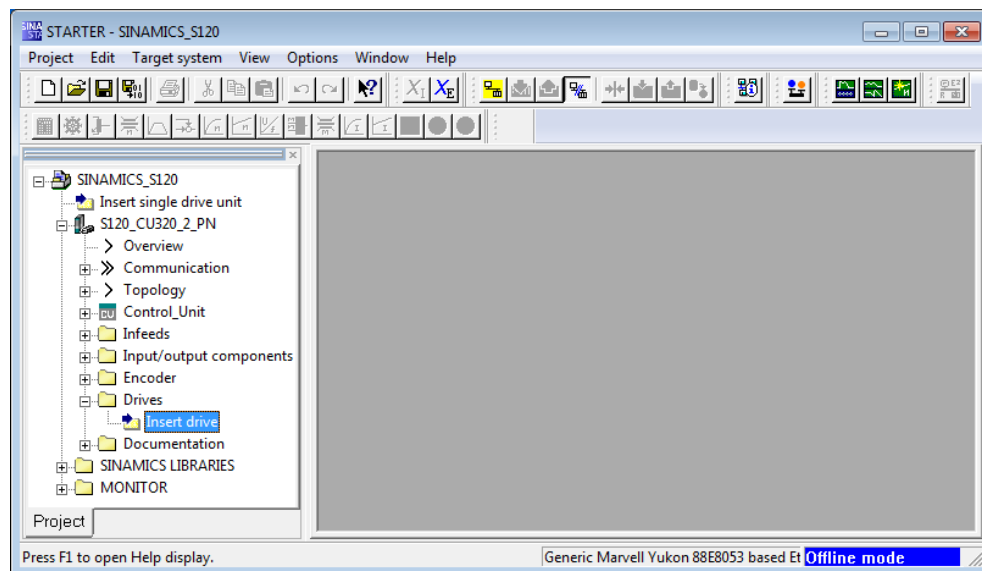 STARTER - SINAMICS_S120
Project Edit Target system View Options Window Help
SINAMICS_S120
Insert single drive unit
S120_CU320_2_PN
Overview
Communication
Topology
CU Control_Unit
Infeeds
Input/output components
Encoder
Drives
Insert drive
Documentation
SINAMICS LIBRARIES
MONITOR
Project
Press F1 to open Help display.
Generic Marvell Yukon 88E8053 based Et Offline mode